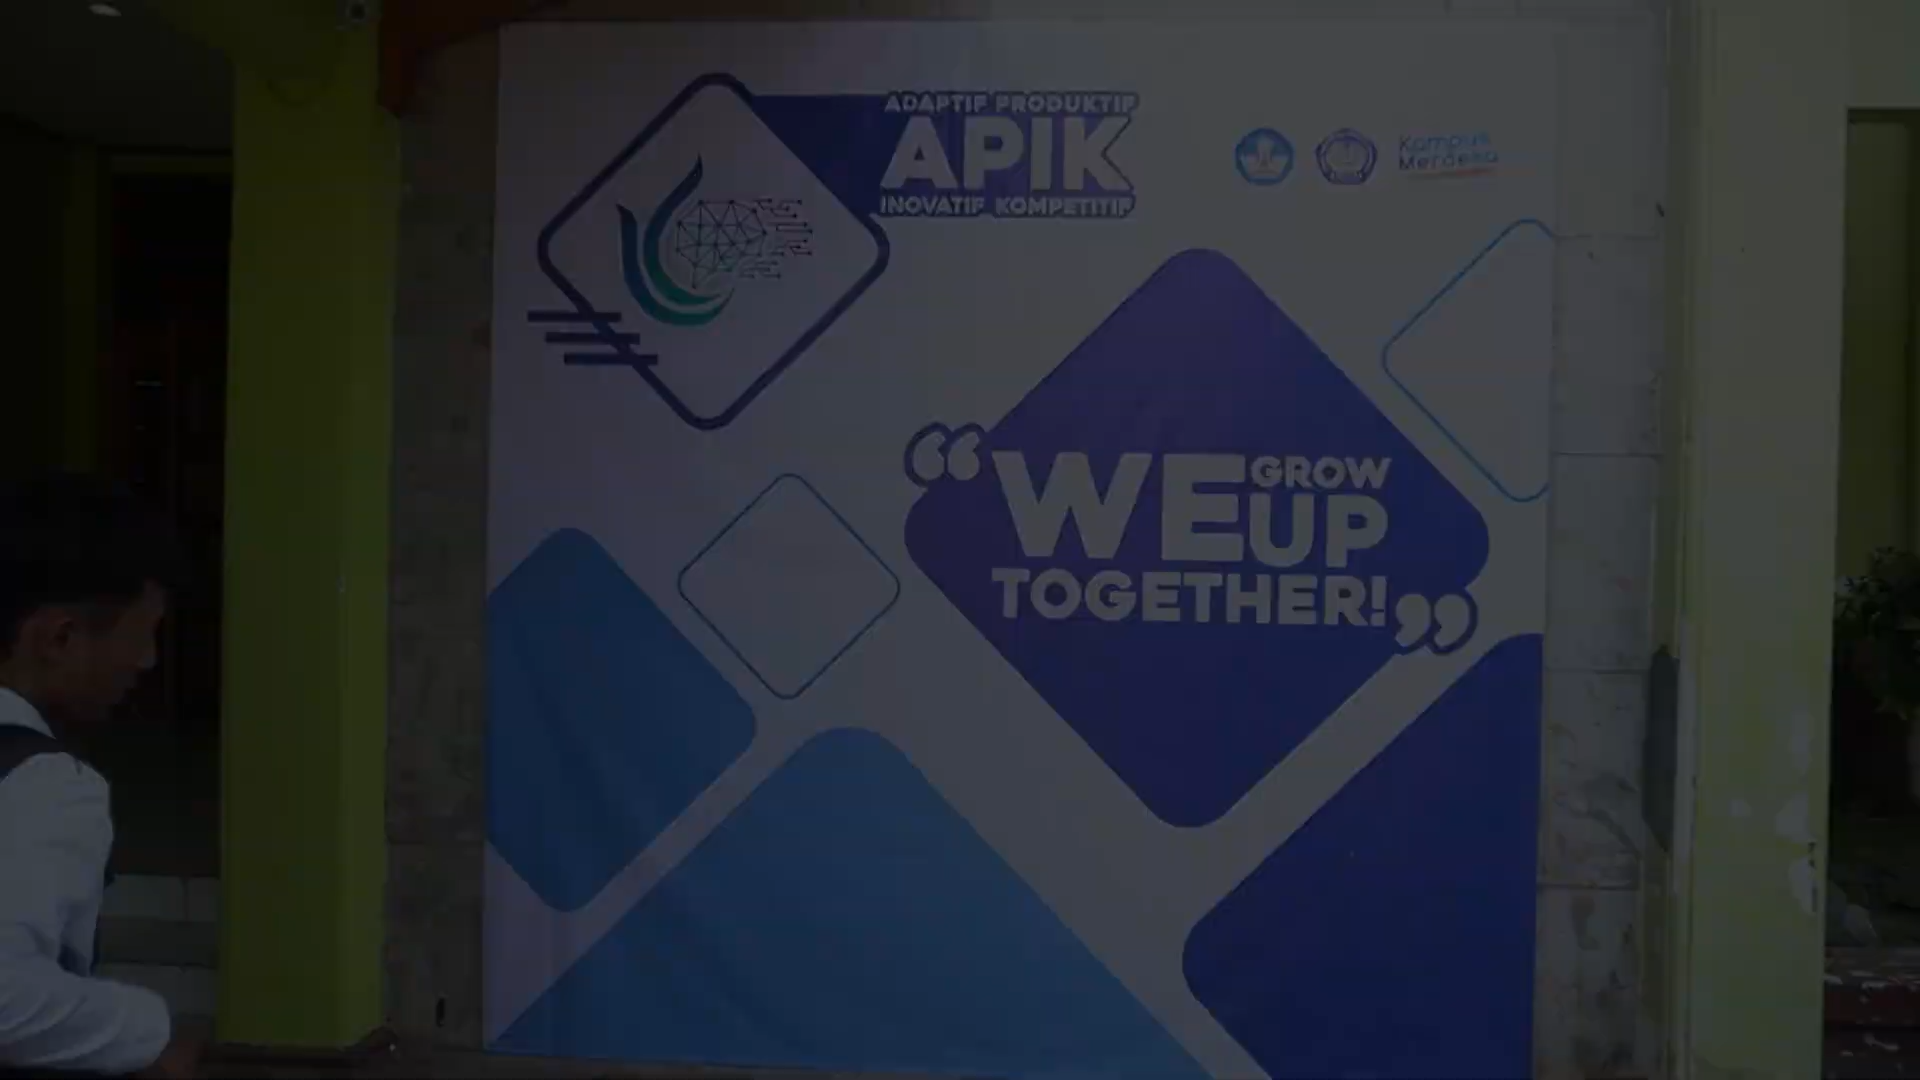 ADAPTIF PRODUKTIF
APIK
INOVATIF KOMPETITIF
Kampus
Merdeka
“WE GROW
UP
TOGETHER!”